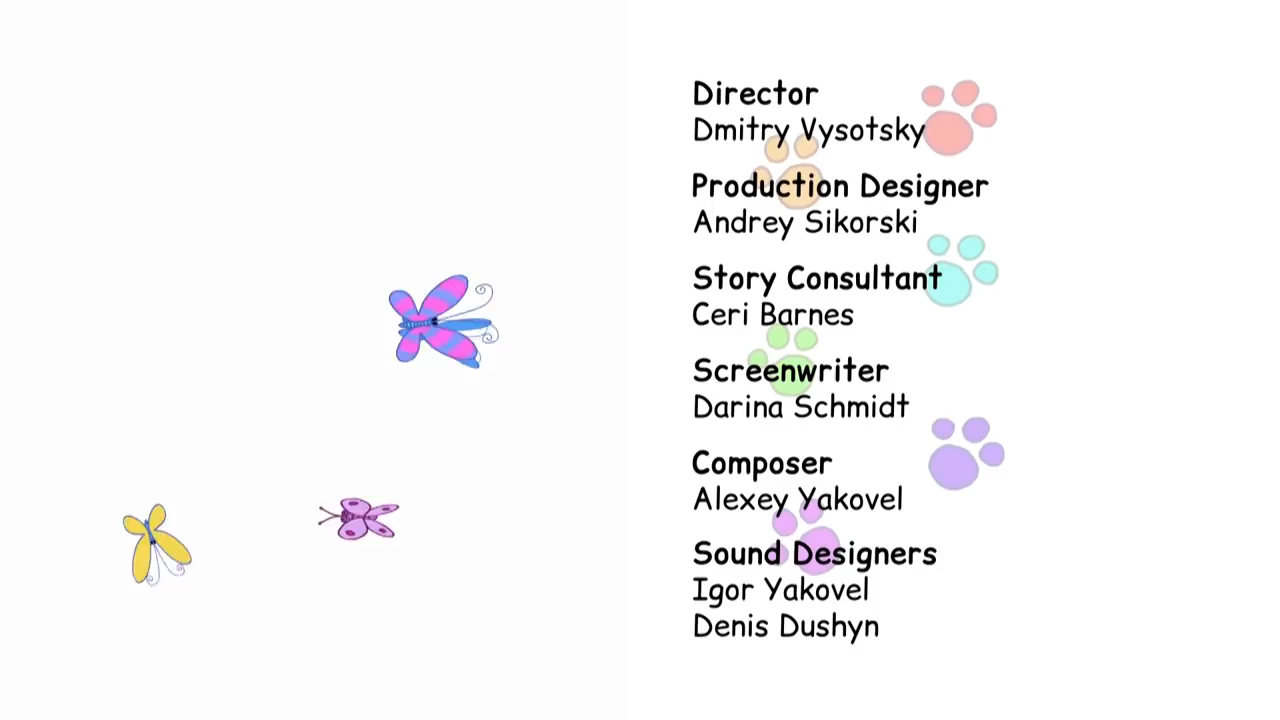 Director
Dmitry Vysotsky
Production Designer
Andrey Sikorski
Story Consultant
Ceri Barnes
Screenwriter
Darina Schmidt
Composer
Alexey Yakovel
Sound Designers
Igor Yakovel
Denis Dushyn